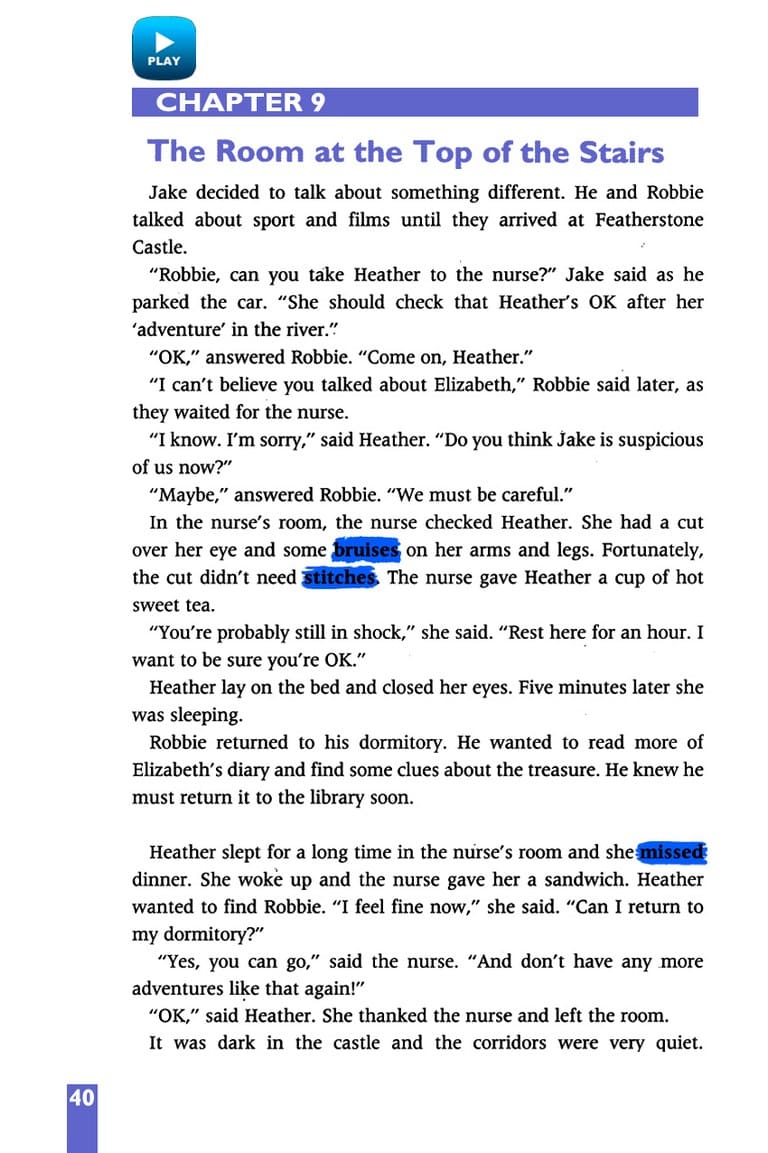 PLAY
CHAPTER 9
The Room at the Top of the Stairs
Jake decided to talk about something different. He and Robbie
talked about sport and films until they arrived at Featherstone
Castle.
“Robbie, can you take Heather to the nurse?” Jake said as he
parked the car. “She should check that Heather’s OK after her
‘adventure’ in the river.”
“OK,” answered Robbie. “Come on, Heather.”
“I can’t believe you talked about Elizabeth,” Robbie said later, as
they waited for the nurse.
“I know. I’m sorry,” said Heather. “Do you think Jake is suspicious
of us now?”
“Maybe,” answered Robbie. “We must be careful.”
In the nurse’s room, the nurse checked Heather. She had a cut
over her eye and some bruises on her arms and legs. Fortunately,
the cut didn’t need stitches. The nurse gave Heather a cup of hot
sweet tea.
“You’re probably still in shock,” she said. “Rest here for an hour. I
want to be sure you’re OK.”
Heather lay on the bed and closed her eyes. Five minutes later she
was sleeping.
Robbie returned to his dormitory. He wanted to read more of
Elizabeth’s diary and find some clues about the treasure. He knew he
must return it to the library soon.
Heather slept for a long time in the nurse’s room and she missed
dinner. She woke up and the nurse gave her a sandwich. Heather
wanted to find Robbie. “I feel fine now,” she said. “Can I return to
my dormitory?”
“Yes, you can go,” said the nurse. “And don’t have any more
adventures like that again!”
“OK,” said Heather. She thanked the nurse and left the room.
It was dark in the castle and the corridors were very quiet.
40